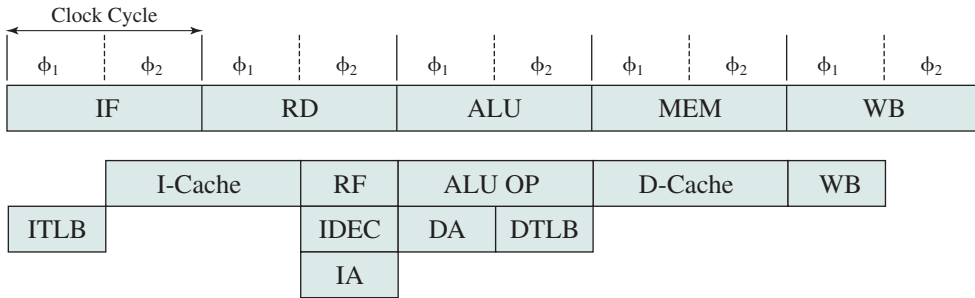 Clock Cycle
ϕ1 ϕ2 ϕ1 ϕ2 ϕ1 ϕ2 ϕ1 ϕ2 ϕ1 ϕ2
IF RD ALU MEM WB
I-Cache RF ALU OP D-Cache WB
ITLB IDEC DA DTLB
IA